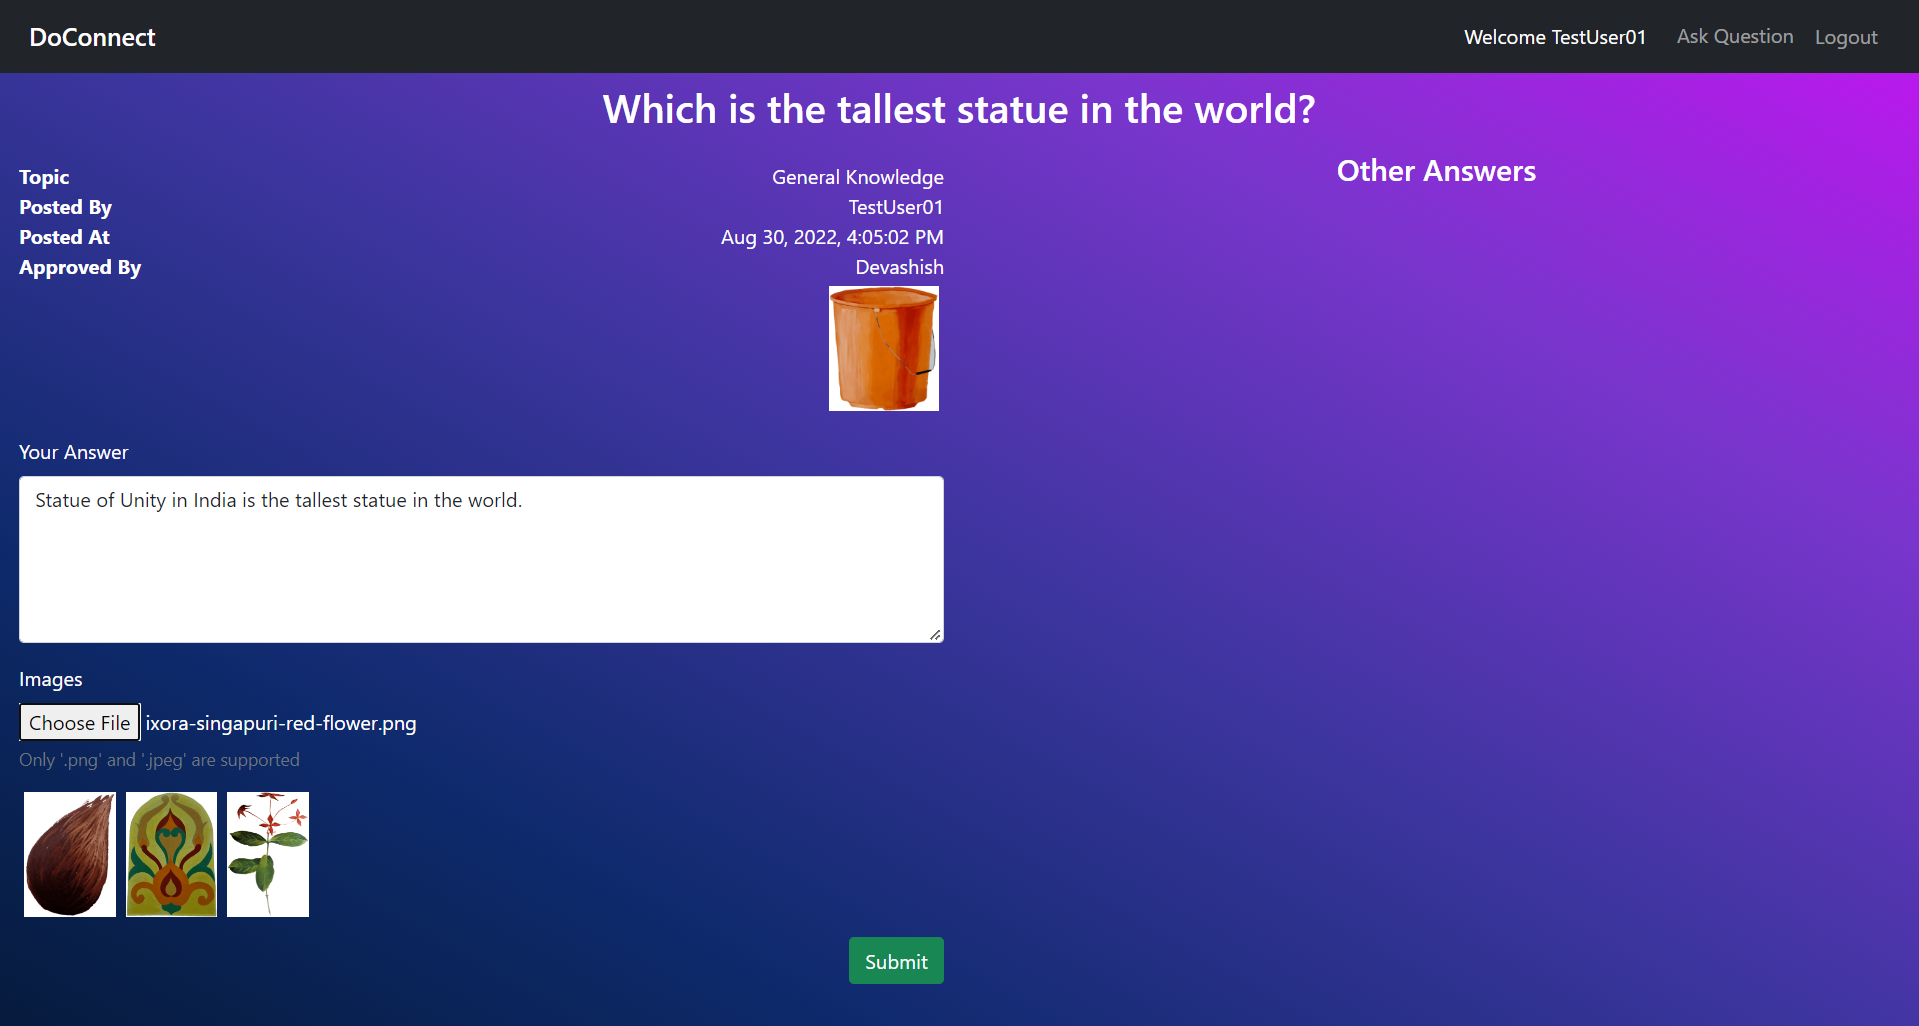 DoConnect
Welcome TestUser01 Ask Question Logout
Which is the tallest statue in the world?
Topic General Knowledge
Posted By TestUser01
Posted At Aug 30, 2022, 4:05:02 PM
Approved By Devashish
Your Answer
Statue of Unity in India is the tallest statue in the world.
Images
Choose File ixora-singapuri-red-flower.png
Only '.png' and '.jpeg' are supported
Submit
Other Answers